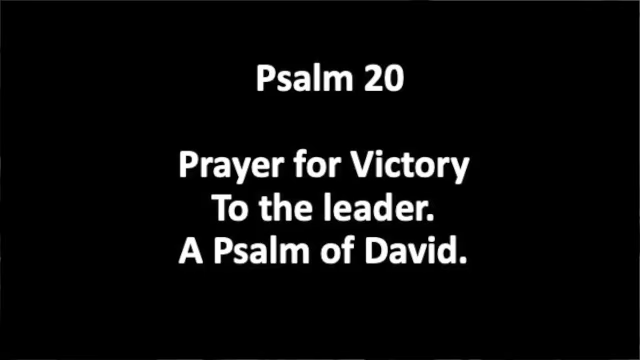 Psalm 20
Prayer for Victory
To the leader.
A Psalm of David.